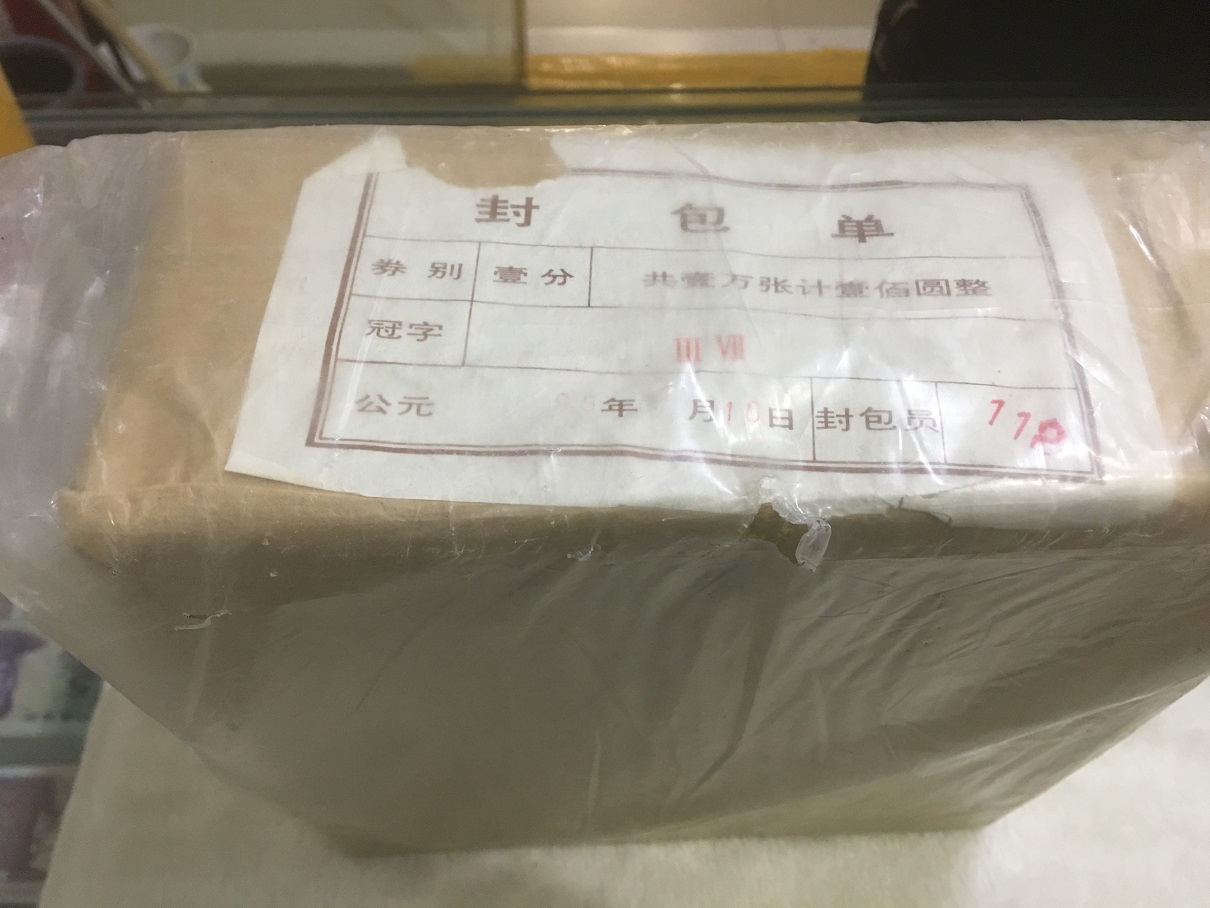 封 包 单
券 别 壹 分 共壹万张计壹佰圆整
冠字 III VII
公元 年 月10日 封包员